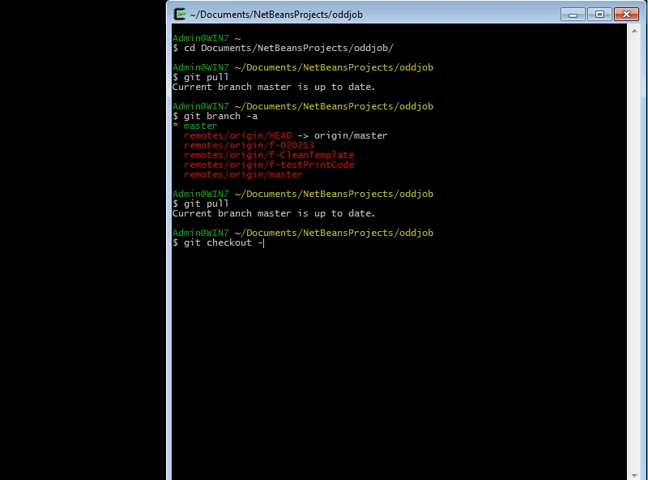 ~/Documents/NetBeansProjects/oddjob
Admin@WIN7 ~
$ cd Documents/NetBeansProjects/oddjob/
Admin@WIN7 ~/Documents/NetBeansProjects/oddjob
$ git pull
Current branch master is up to date.
Admin@WIN7 ~/Documents/NetBeansProjects/oddjob
$ git branch -a
* master
remotes/origin/HEAD -> origin/master
remotes/origin/f-020213
remotes/origin/f-CleanTemplate
remotes/origin/f-testPrintCode
remotes/origin/master
Admin@WIN7 ~/Documents/NetBeansProjects/oddjob
$ git pull
Current branch master is up to date.
Admin@WIN7 ~/Documents/NetBeansProjects/oddjob
$ git checkout -